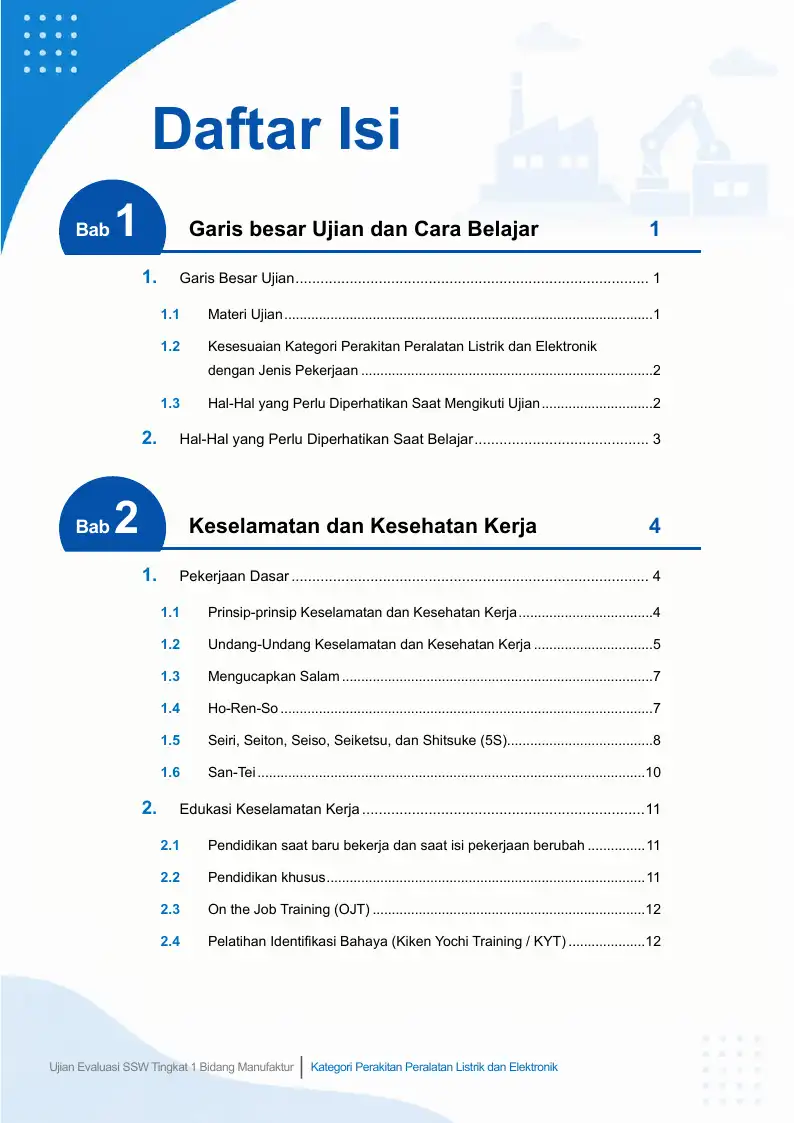 Daftar Isi
Bab 1 Garis besar Ujian dan Cara Belajar 1
1. Garis Besar Ujian..................................................................................... 1
1.1 Materi Ujian................................................................................................1
1.2 Kesesuaian Kategori Perakitan Peralatan Listrik dan Elektronik
dengan Jenis Pekerjaan ............................................................................2
1.3 Hal-Hal yang Perlu Diperhatikan Saat Mengikuti Ujian.............................2
2. Hal-Hal yang Perlu Diperhatikan Saat Belajar.......................................... 3
Bab 2 Keselamatan dan Kesehatan Kerja 4
1. Pekerjaan Dasar ...................................................................................... 4
1.1 Prinsip-prinsip Keselamatan dan Kesehatan Kerja...................................4
1.2 Undang-Undang Keselamatan dan Kesehatan Kerja ...............................5
1.3 Mengucapkan Salam .................................................................................7
1.4 Ho-Ren-So .................................................................................................7
1.5 Seiri, Seiton, Seiso, Seiketsu, dan Shitsuke (5S)......................................8
1.6 San-Tei.....................................................................................................10
2. Edukasi Keselamatan Kerja ....................................................................11
2.1 Pendidikan saat baru bekerja dan saat isi pekerjaan berubah ...............11
2.2 Pendidikan khusus...................................................................................11
2.3 On the Job Training (OJT) .......................................................................12
2.4 Pelatihan Identifikasi Bahaya (Kiken Yochi Training / KYT) ....................12
Ujian Evaluasi SSW Tingkat 1 Bidang Manufaktur | Kategori Perakitan Peralatan Listrik dan Elektronik